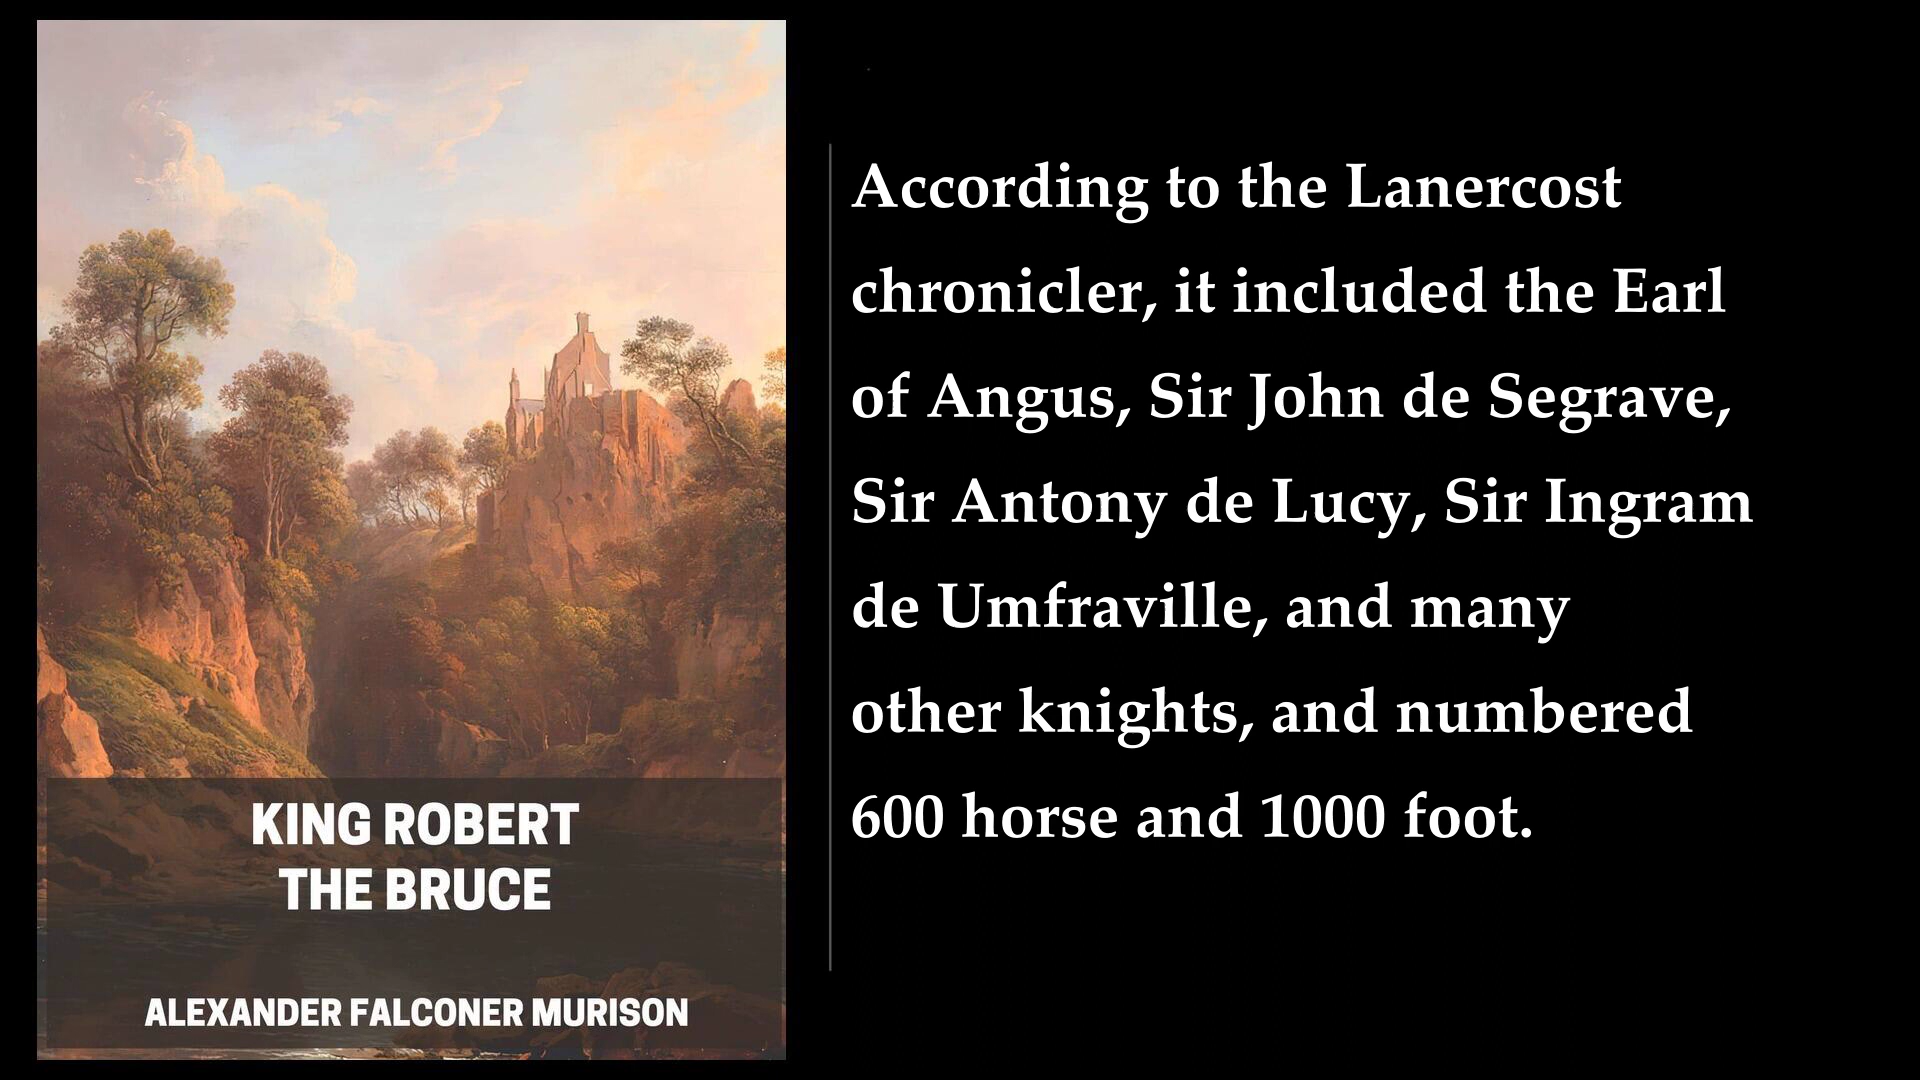 KING ROBERT
THE BRUCE
ALEXANDER FALCONER MURISON
According to the Lanercost
chronicler, it included the Earl
of Angus, Sir John de Segrave,
Sir Antony de Lucy, Sir Ingram
de Umfraville, and many
other knights, and numbered
600 horse and 1000 foot.